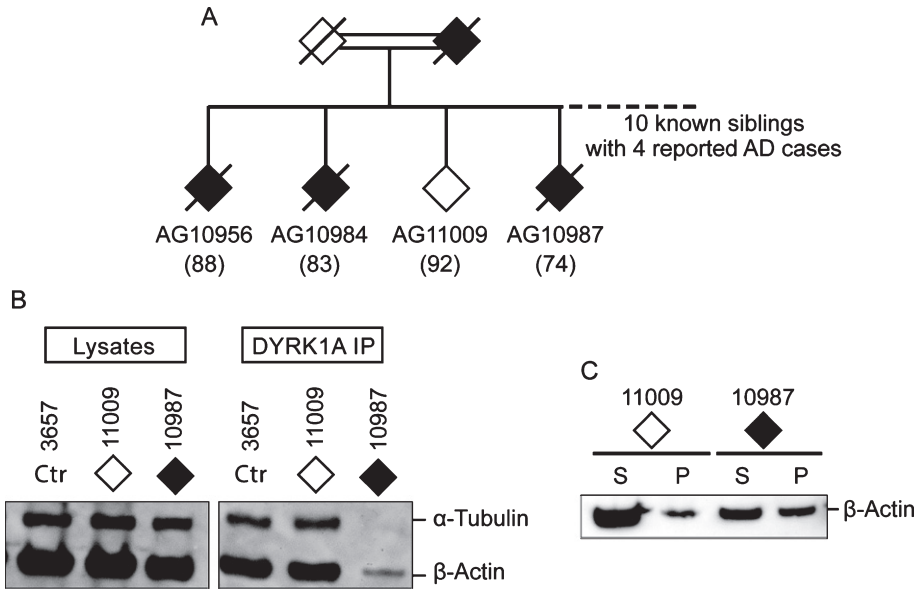 A
10 known siblings
with 4 reported AD cases
AG10956 AG10984 AG11009 AG10987
(88) (83) (92) (74)
B
Lysates DYRK1A IP
3657 11009 10987 3657 11009 10987
Ctr Ctr
α-Tubulin
β-Actin
C
11009 10987
S P S P
β-Actin